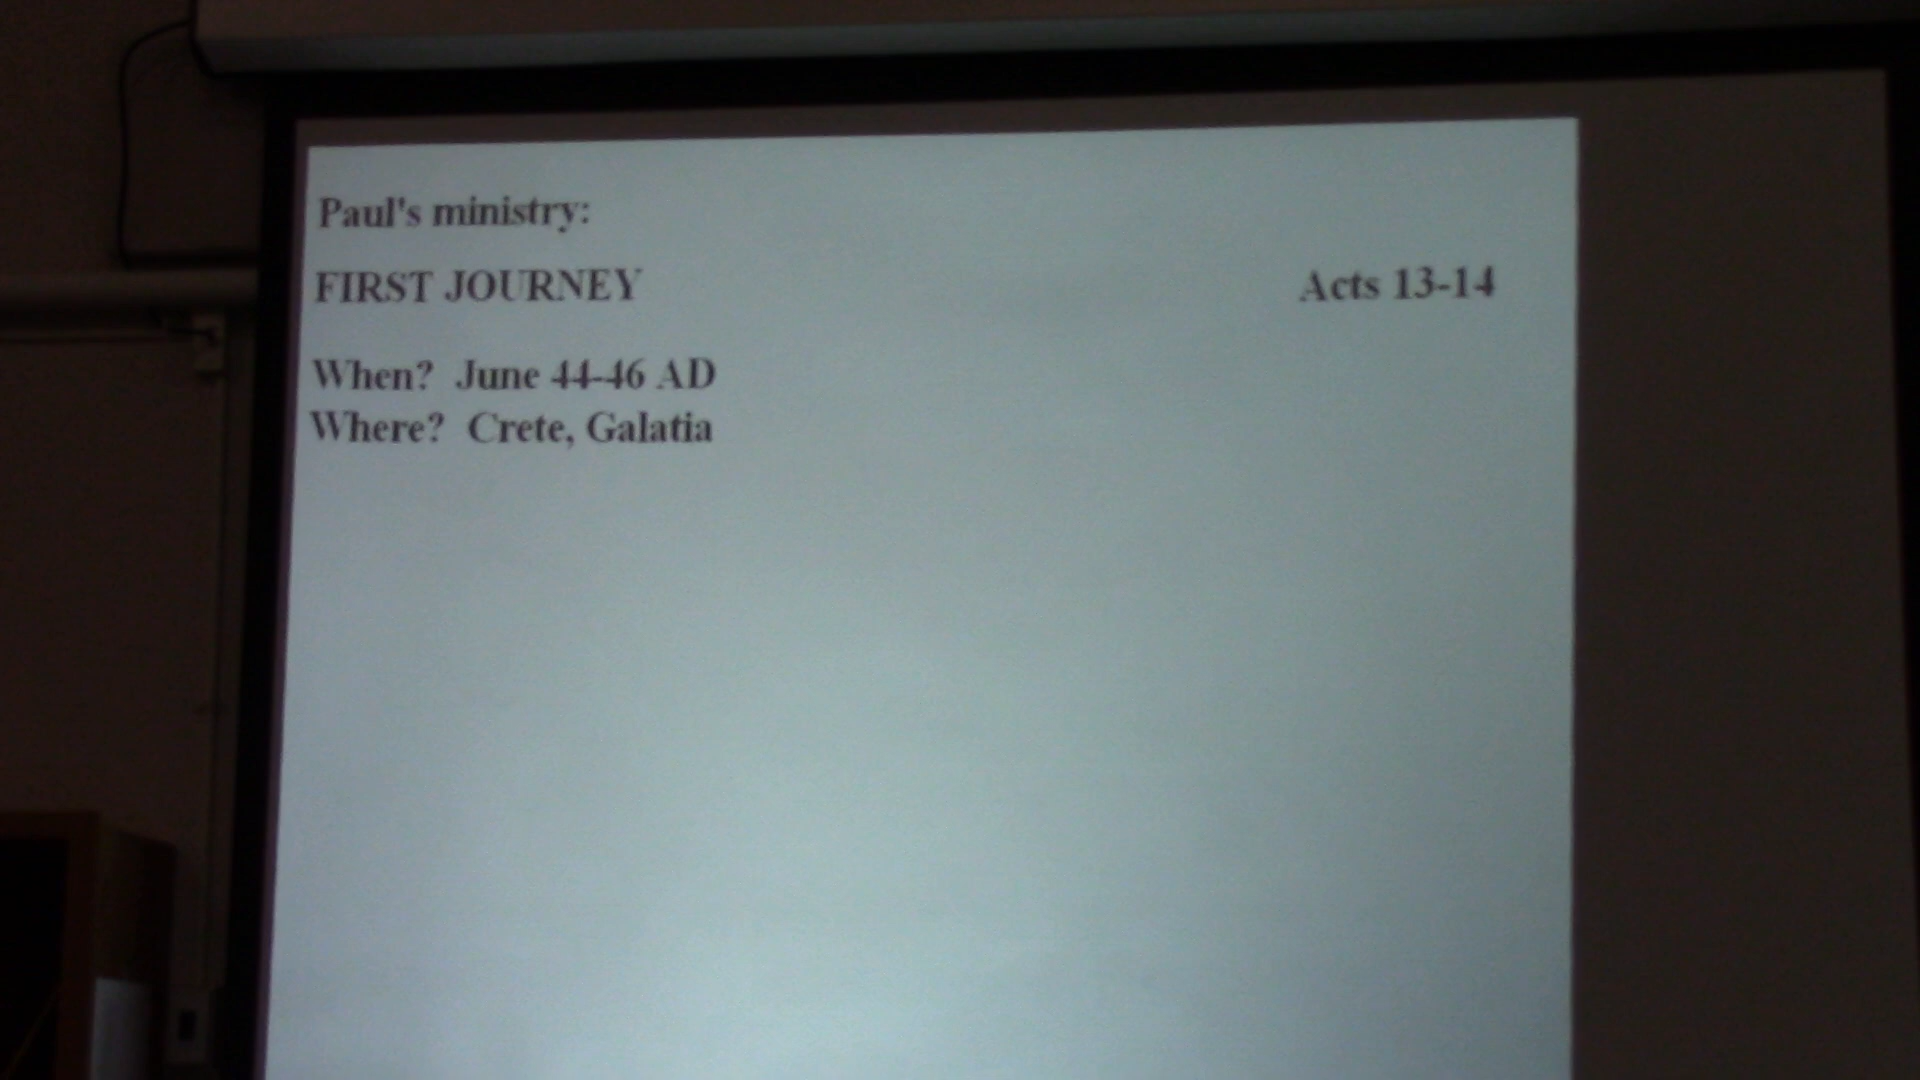 Paul's ministry:
FIRST JOURNEY Acts 13-14
When? June 44-46 AD
Where? Crete, Galatia